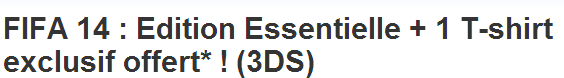 FIFA 14 : Edition Essentielle + 1 T-shirt
exclusif offert* ! (3DS)